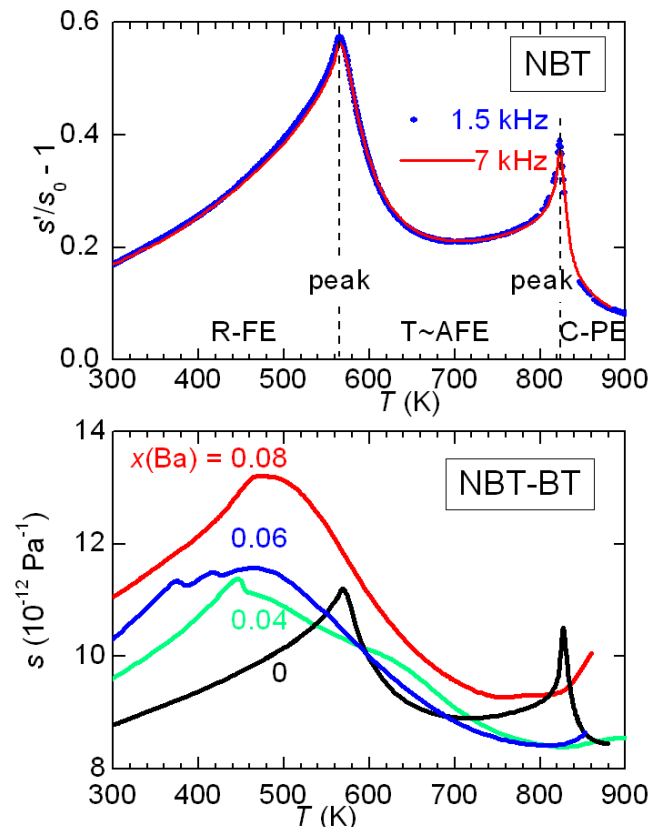 0.6
NBT
1.5 kHz
0.4
7 kHz
s'/s0 - 1
0.2
peak
peak
R-FE
T~AFE
C-PE
0.0
300 400 500 600 700 800 900
T (K)
14
x(Ba) = 0.08
NBT-BT
12
0.06
s (10-12 Pa-1)
0.04
10
0
8
300 400 500 600 700 800 900
T (K)